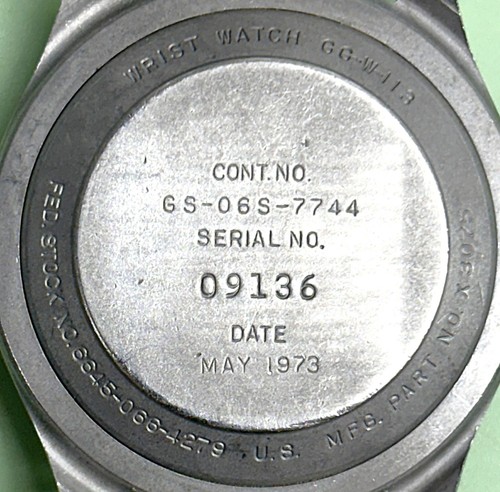 WRIST WATCH GG-W-113
CONT. NO.
GS-06S-7744
SERIAL NO.
09136
DATE
MAY 1973
FED. STOCK NO. 6645-066-4279 U.S. MFG. PART NO.